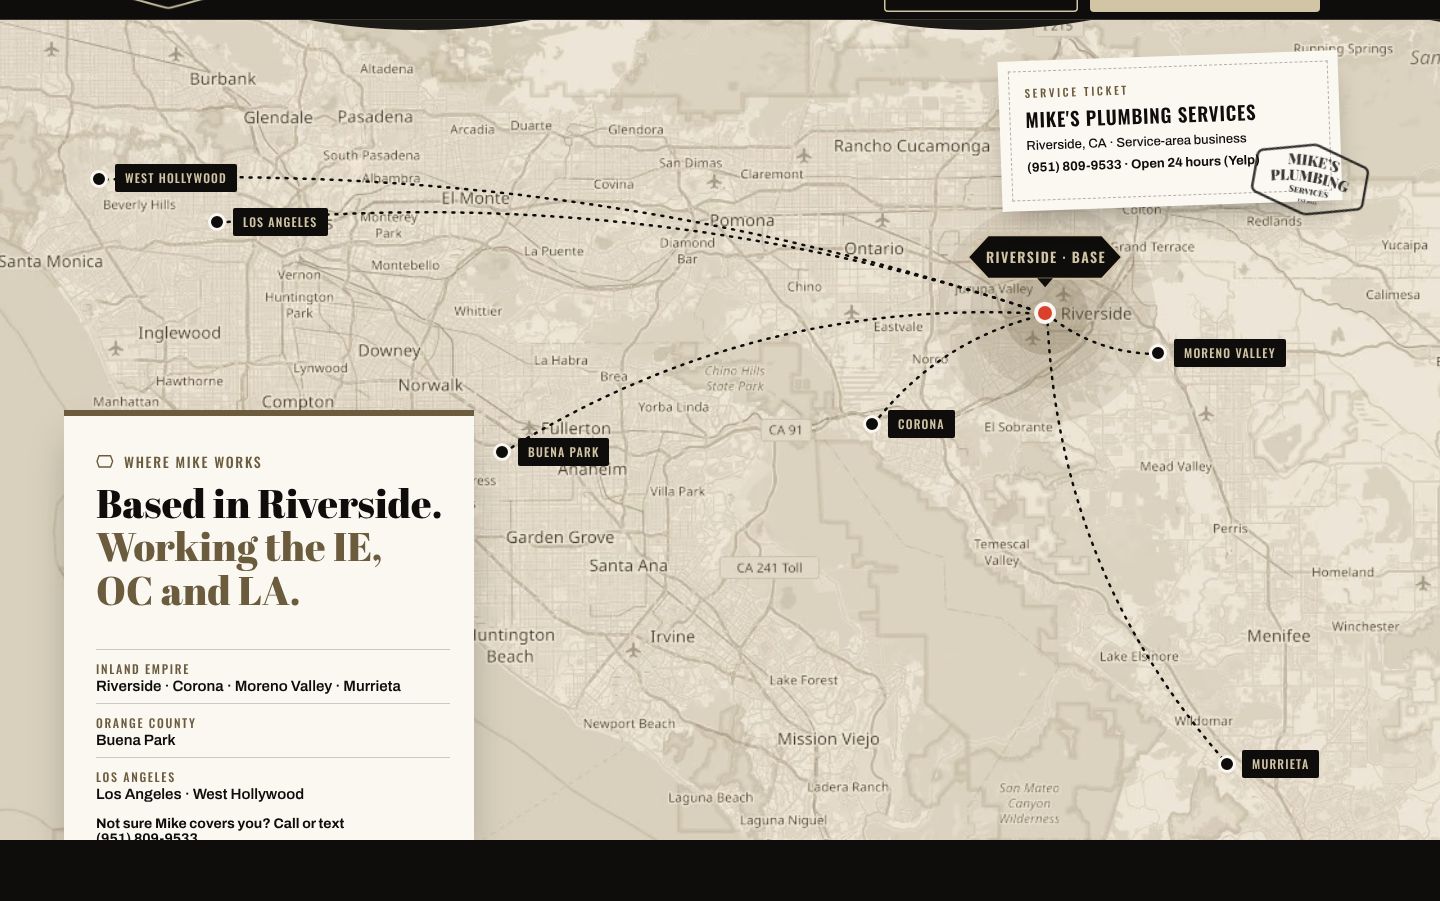 I 215
Running Springs
San
Burbank
Altadena
Glendale
Pasadena
Arcadia
Duarte
Glendora
Rancho Cucamonga
South Pasadena
San Dimas
Claremont
Alhambra
Covina
El Monte
Beverly Hills
Monterey
Park
Pomona
Colton
Redlands
Santa Monica
Vernon
Montebello
La Puente
Diamond
Bar
Ontario
Grand Terrace
Yucaipa
Huntington
Park
Whittier
Chino
Jurupa Valley
Calimesa
Inglewood
Eastvale
Riverside
Downey
La Habra
Norco
Hawthorne
Lynwood
Norwalk
Brea
Chino Hills
State Park
Manhattan
Compton
Yorba Linda
Fullerton
CA 91
El Sobrante
Anaheim
Mead Valley
ress
Villa Park
Garden Grove
Perris
Santa Ana
CA 241 Toll
Temescal
Valley
Homeland
Huntington
Beach
Irvine
Menifee
Winchester
Lake Elsinore
Lake Forest
Newport Beach
Wildomar
Mission Viejo
Laguna Beach
Ladera Ranch
San Mateo
Canyon
Wilderness
Laguna Niguel
SERVICE TICKET
MIKE'S PLUMBING SERVICES
Riverside, CA · Service-area business
(951) 809-9533 · Open 24 hours (Yelp)
MIKE'S
PLUMBING
SERVICES
WEST HOLLYWOOD
LOS ANGELES
RIVERSIDE · BASE
MORENO VALLEY
CORONA
BUENA PARK
MURRIETA
WHERE MIKE WORKS
Based in Riverside.
Working the IE,
OC and LA.
INLAND EMPIRE
Riverside · Corona · Moreno Valley · Murrieta
ORANGE COUNTY
Buena Park
LOS ANGELES
Los Angeles · West Hollywood
Not sure Mike covers you? Call or text
(951) 809-9533